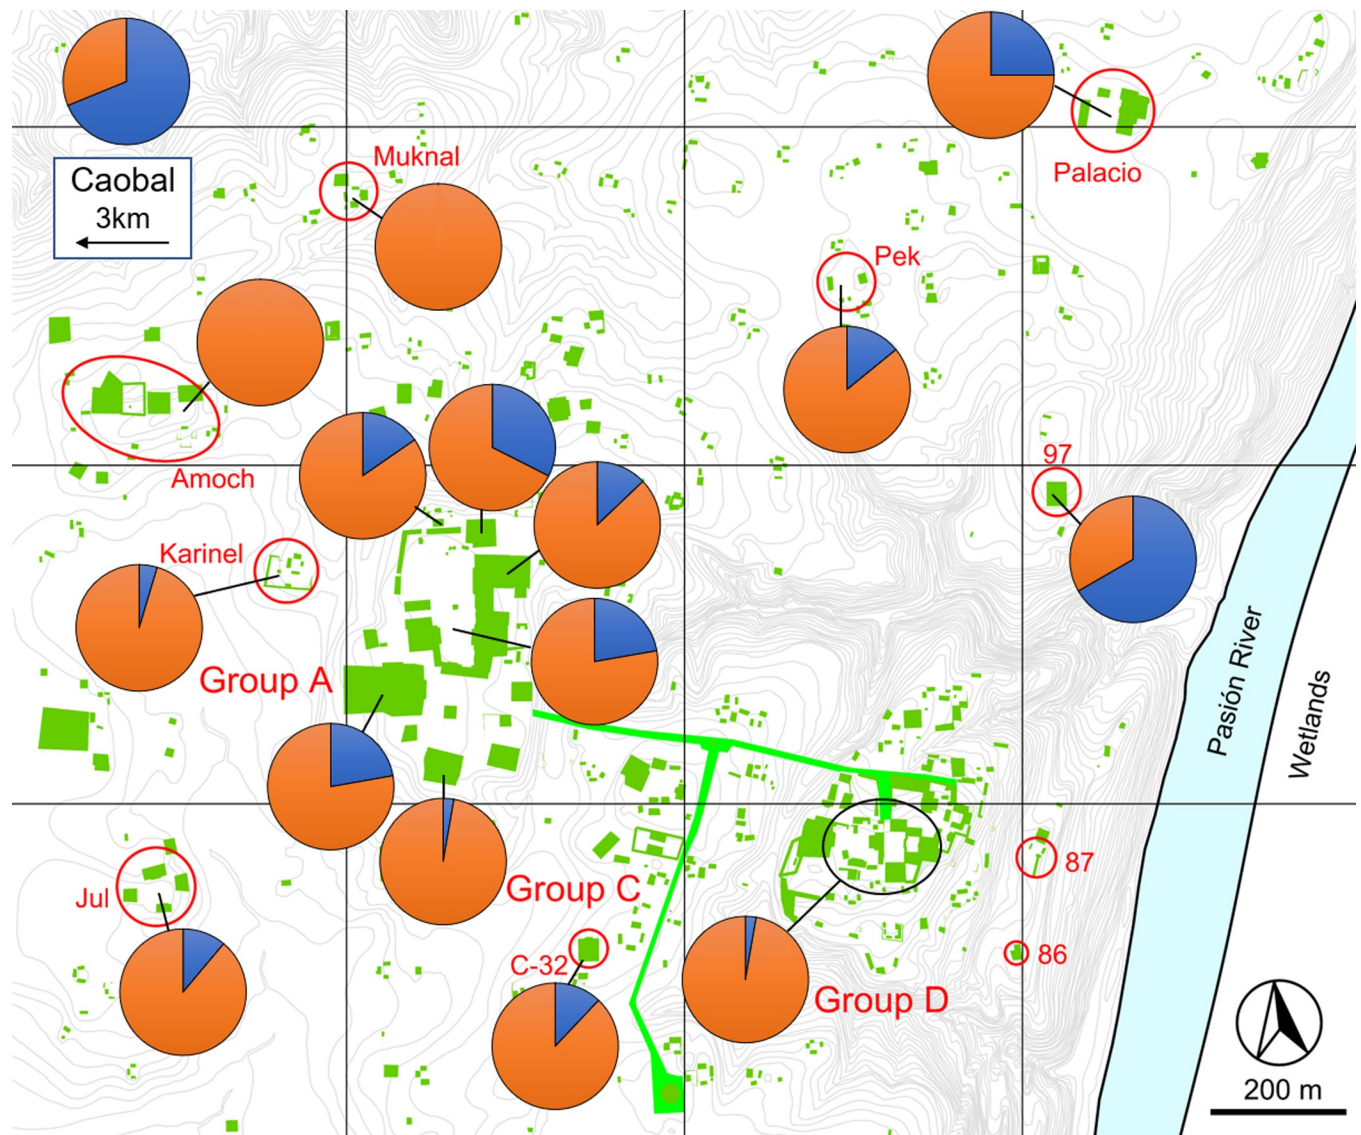 Muknal
Palacio
Caobal
3km
Pek
Amoch
97
Karinel
Group A
Pasión River
Wetlands
Group C
Jul
87
C-32
86
Group D
200 m